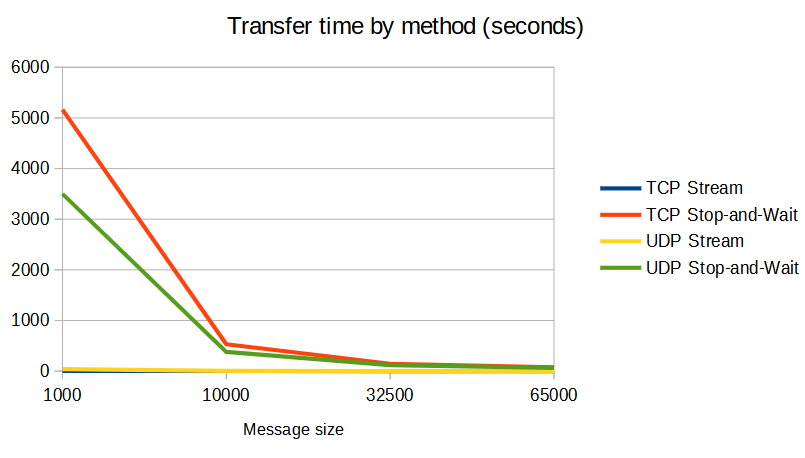 Transfer time by method (seconds)
6000
5000
4000
3000
2000
1000
0
1000 10000 32500 65000
Message size
TCP Stream
TCP Stop-and-Wait
UDP Stream
UDP Stop-and-Wait